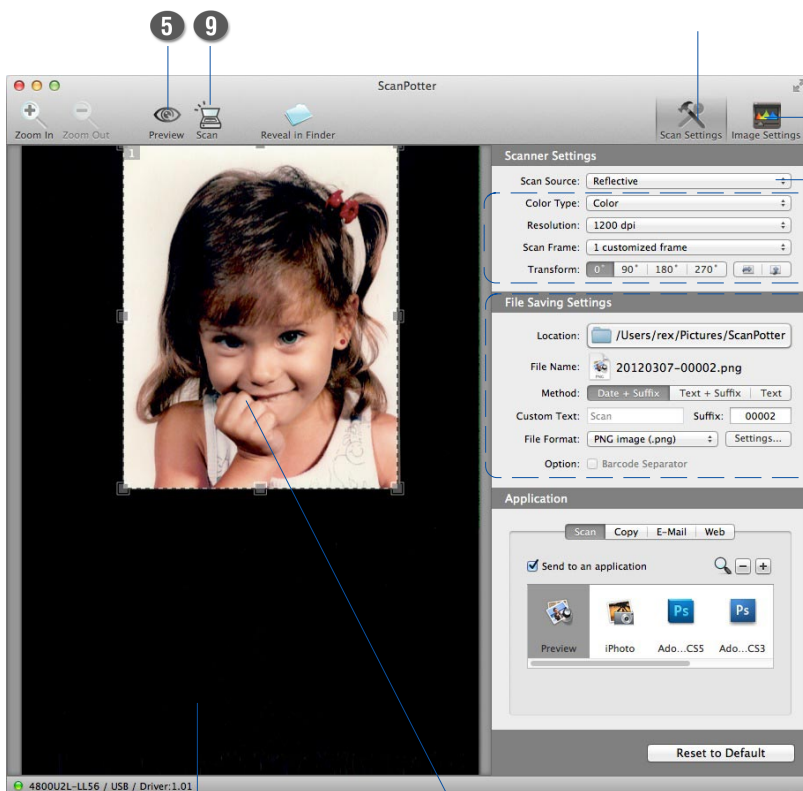 5 9
ScanPotter
Zoom In Zoom Out Preview Scan Reveal in Finder Scan Settings Image Settings
1
Scanner Settings
Scan Source: Reflective
Color Type: Color
Resolution: 1200 dpi
Scan Frame: 1 customized frame
Transform: 0° 90° 180° 270°
File Saving Settings
Location: /Users/rex/Pictures/ScanPotter
File Name: 20120307-00002.png
Method: Date + Suffix Text + Suffix Text
Custom Text: Scan Suffix: 00002
File Format: PNG image (.png) Settings...
Option: Barcode Separator
Application
Scan Copy E-Mail Web
Send to an application
Ps Ps
Preview iPhoto Ado...CS5 Ado...CS3
Reset to Default
4800U2L-LL56 / USB / Driver:1.01